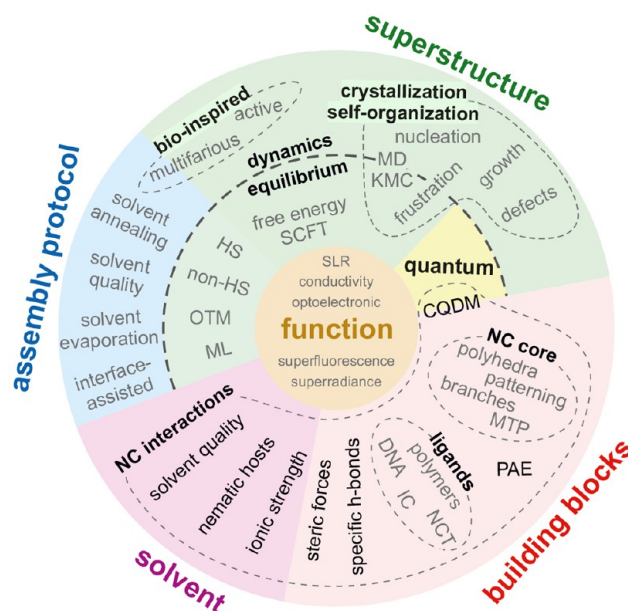 superstructure
crystallization
self-organization
nucleation
growth
defects
frustration
MD
KMC
bio-inspired
active
multifarious
dynamics
equilibrium
free energy
SCFT
HS
non-HS
OTM
ML
assembly protocol
solvent
annealing
solvent
quality
solvent
evaporation
interface-
assisted
quantum
CQDM
SLR
conductivity
optoelectronic
function
superfluorescence
superradiance
NC core
polyhedra
patterning
branches
MTP
PAE
ligands
polymers
DNA
IC
NCT
specific h-bonds
steric forces
building blocks
NC interactions
solvent quality
nematic hosts
ionic strength
solvent